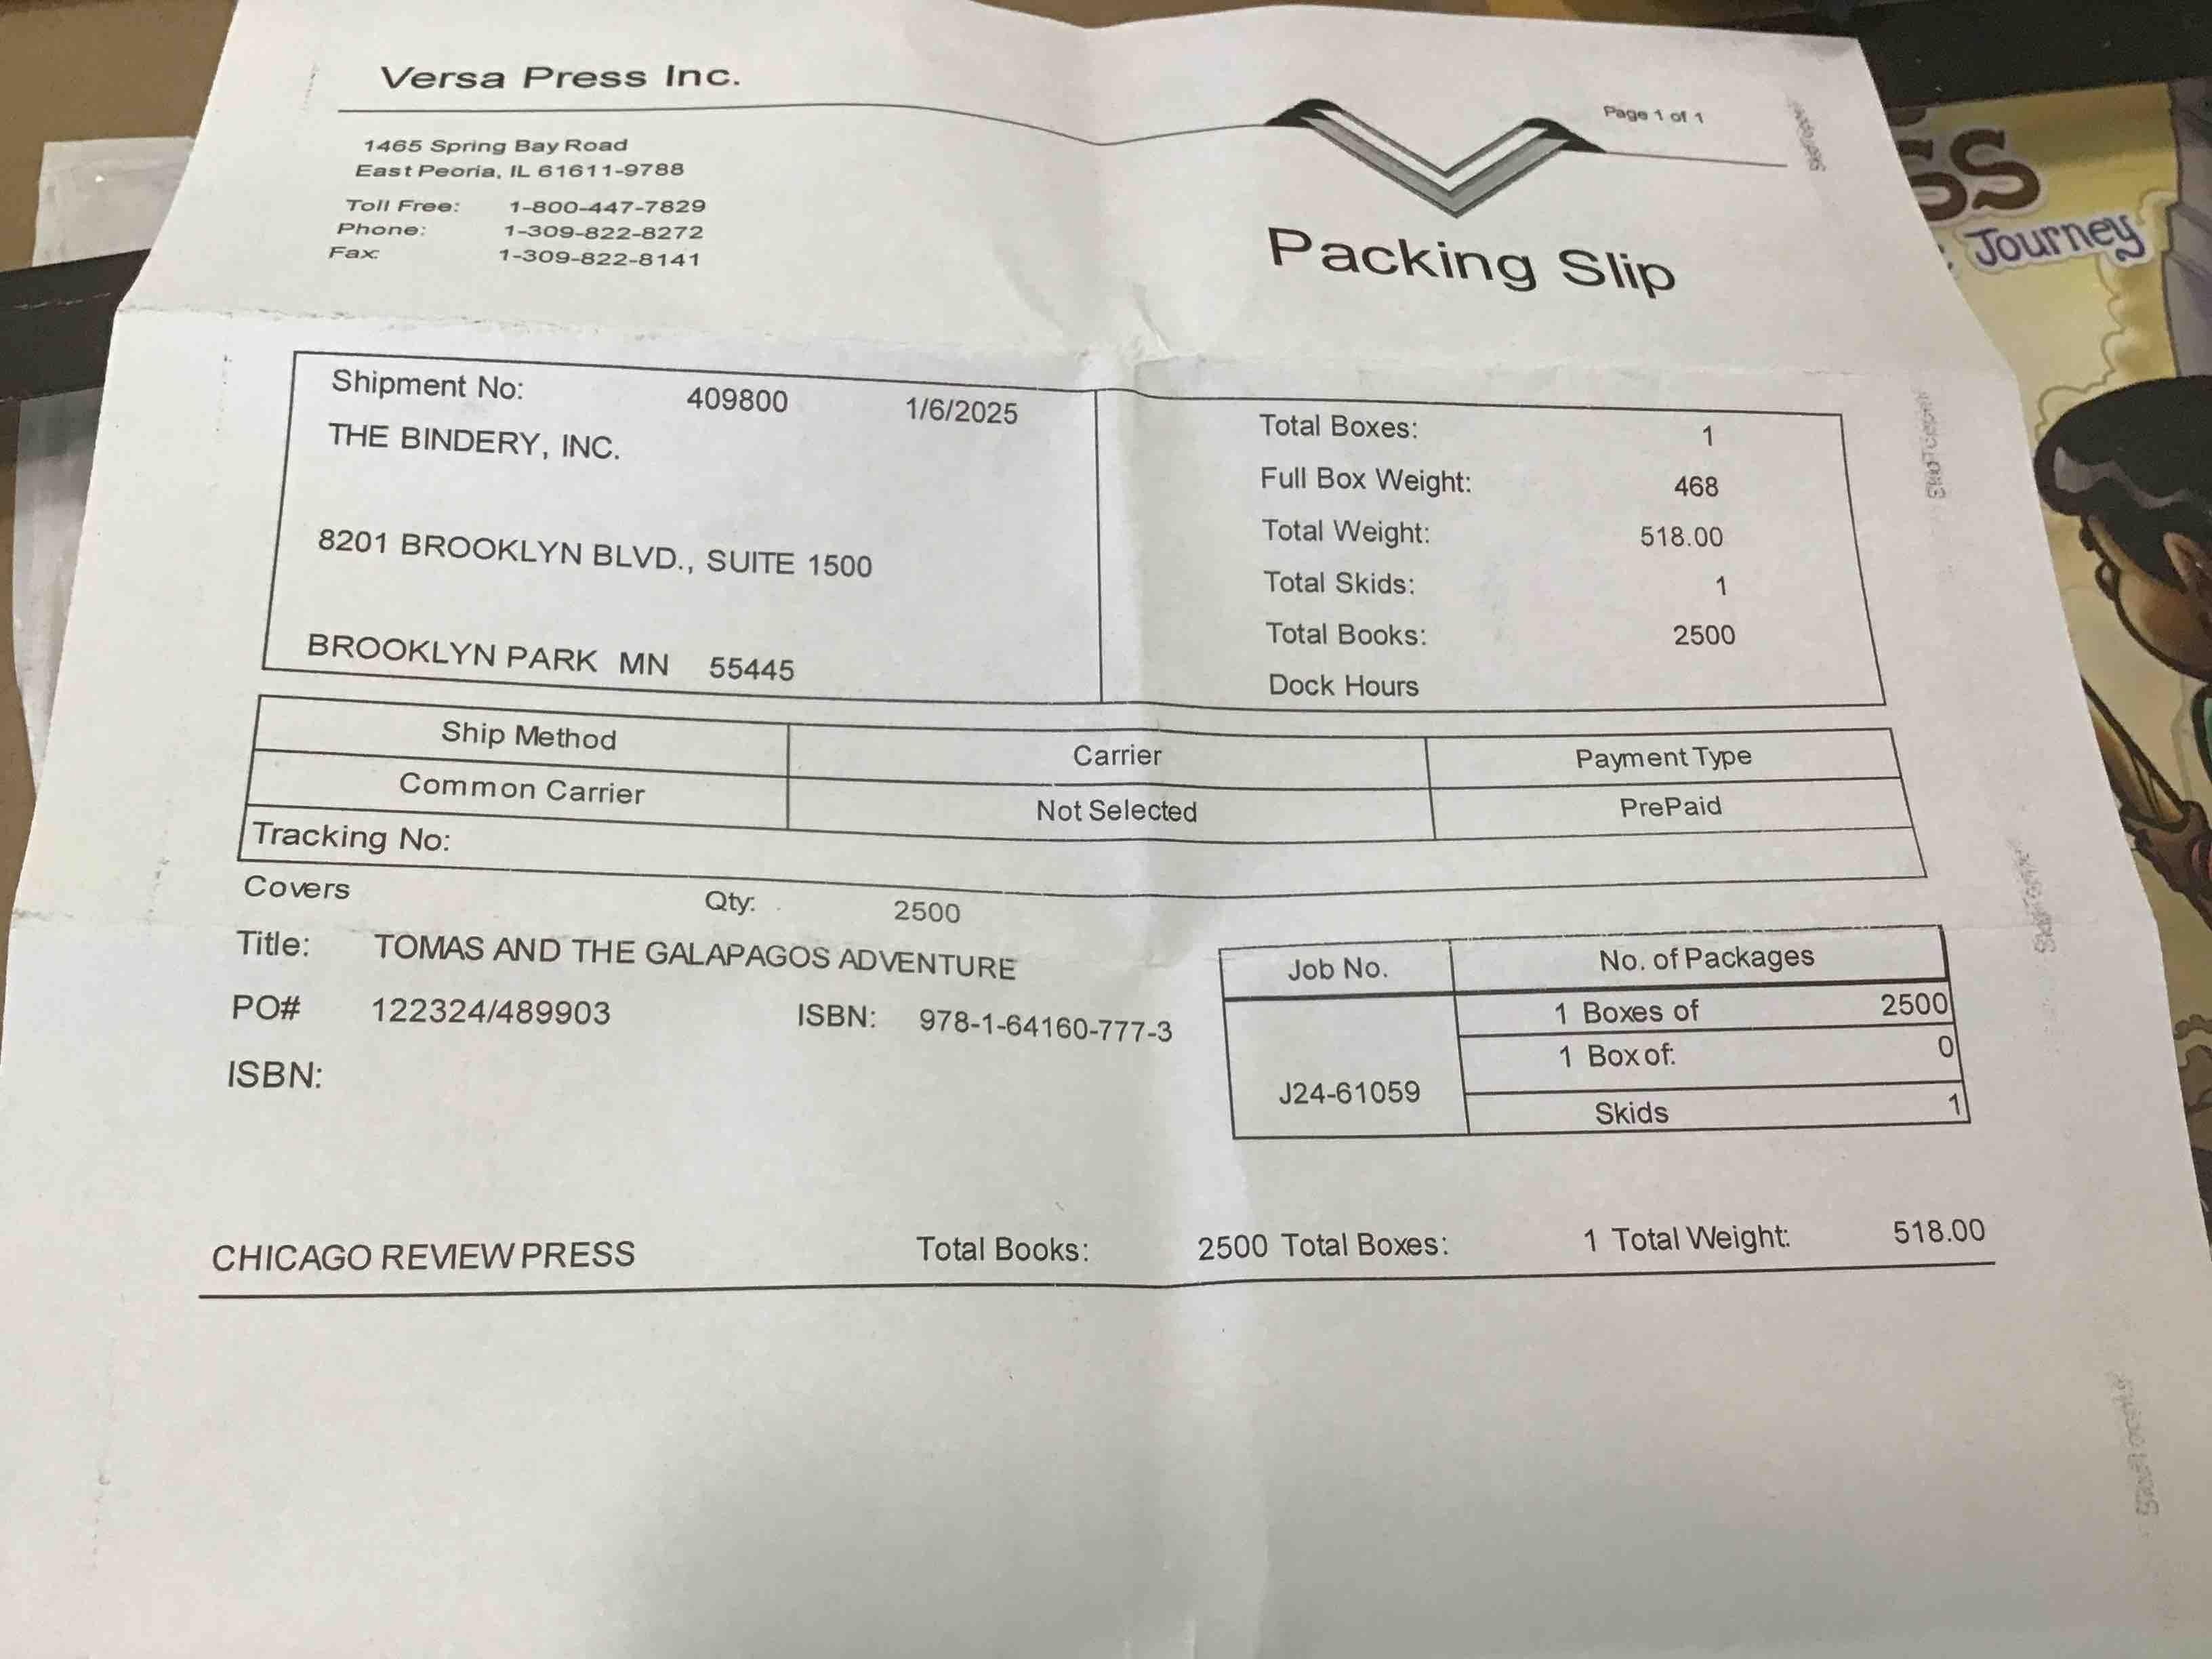 Versa Press Inc.
Page 1 of 1
1465 Spring Bay Road
East Peoria, IL 61611-9788
Toll Free: 1-800-447-7829
Phone: 1-309-822-8272
Fax: 1-309-822-8141
Packing Slip
Journey
Shipment No: 409800 1/6/2025
THE BINDERY, INC.
8201 BROOKLYN BLVD., SUITE 1500
BROOKLYN PARK MN 55445
Total Boxes: 1
Full Box Weight: 468
Total Weight: 518.00
Total Skids: 1
Total Books: 2500
Dock Hours
Ship Method Carrier Payment Type
Common Carrier Not Selected PrePaid
Tracking No:
Covers Qty: 2500
Title: TOMAS AND THE GALAPAGOS ADVENTURE
PO# 122324/489903 ISBN: 978-1-64160-777-3
ISBN:
Job No. No. of Packages
1 Boxes of 2500
1 Box of: 0
J24-61059
Skids 1
CHICAGO REVIEW PRESS Total Books: 2500 Total Boxes: 1 Total Weight: 518.00